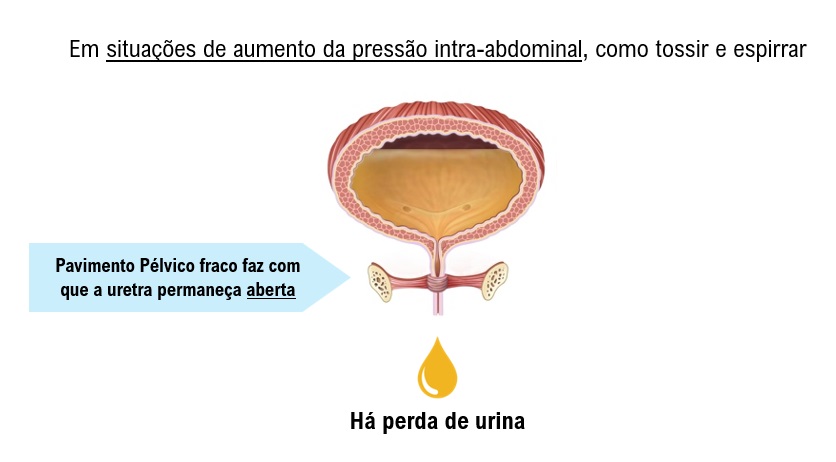 Em situações de aumento da pressão intra-abdominal, como tossir e espirrar
Pavimento Pélvico fraco faz com
que a uretra permaneça aberta
Há perda de urina